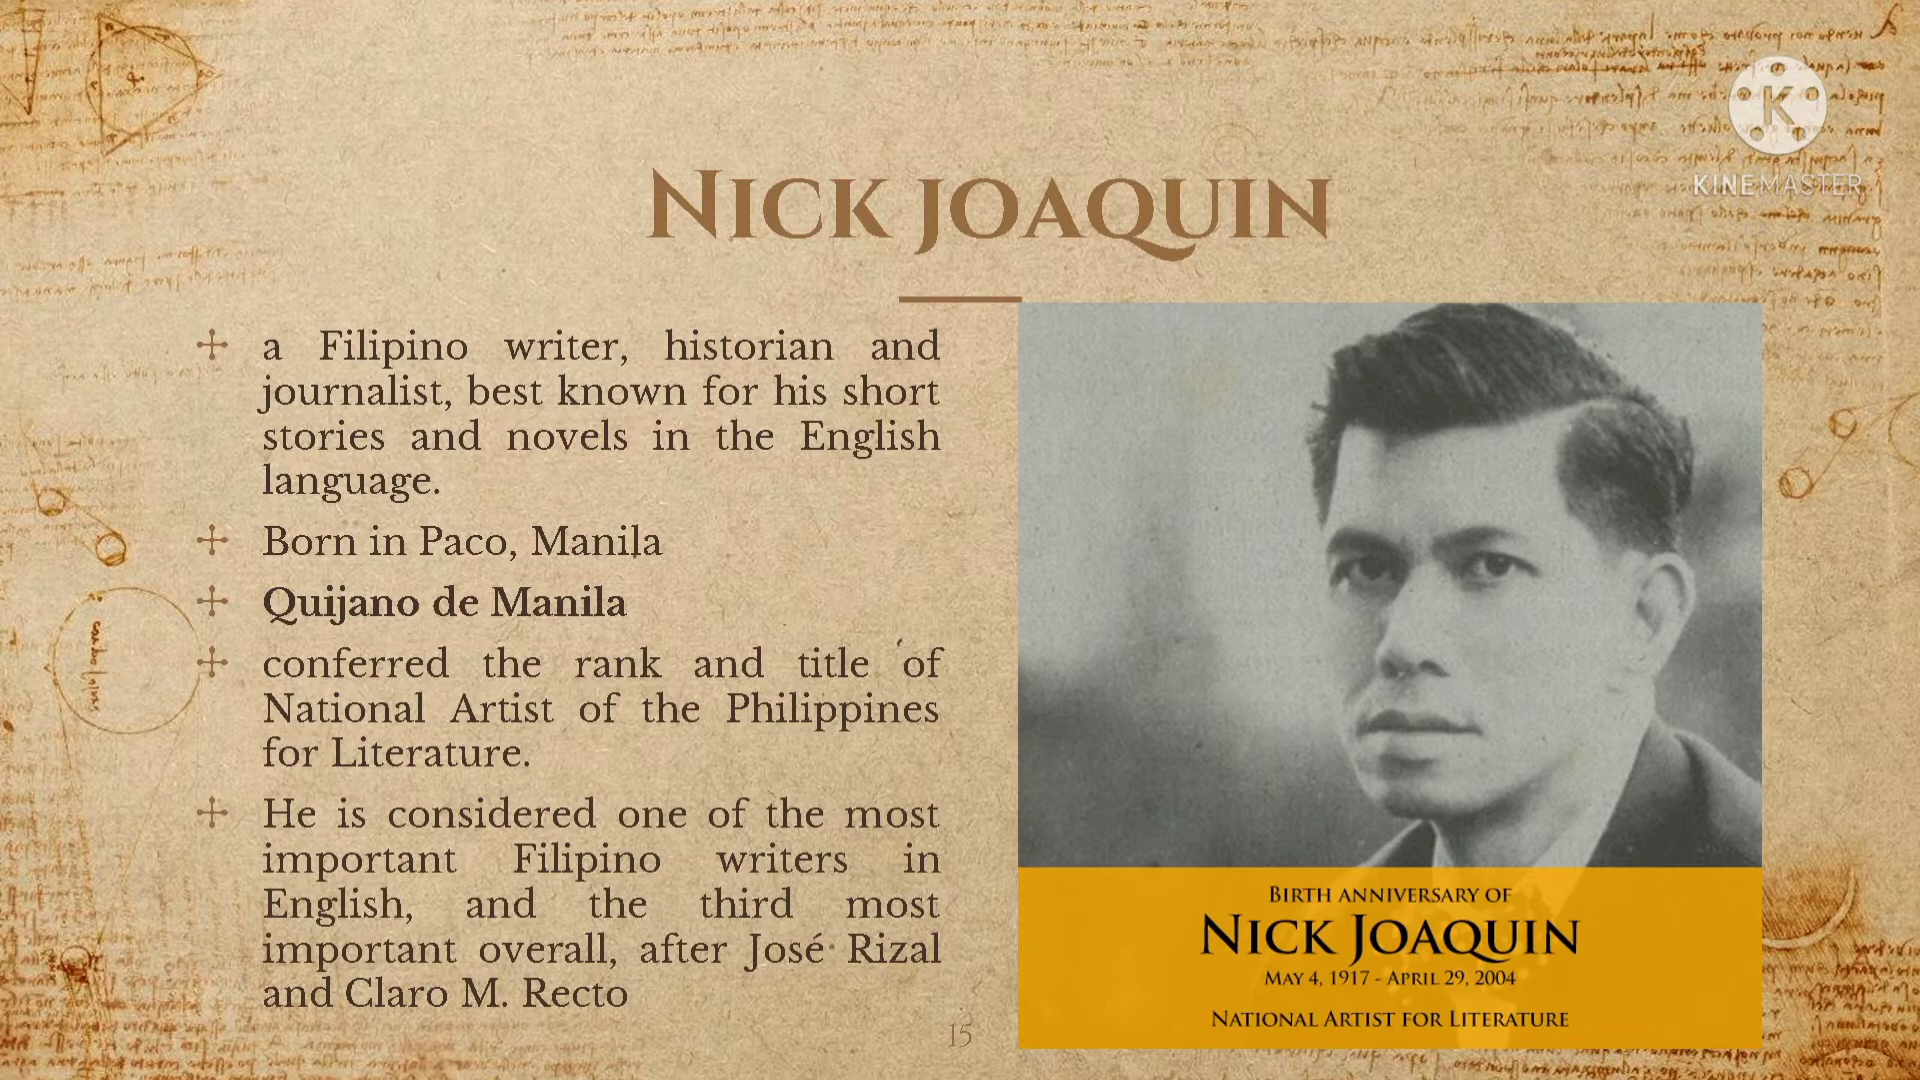 NICK JOAQUIN
K
KINEMASTER
a Filipino writer, historian and
journalist, best known for his short
stories and novels in the English
language.
Born in Paco, Manila
Quijano de Manila
conferred the rank and title of
National Artist of the Philippines
for Literature.
He is considered one of the most
important Filipino writers in
English, and the third most
important overall, after José Rizal
and Claro M. Recto
15
BIRTH ANNIVERSARY OF
NICK JOAQUIN
MAY 4, 1917 - APRIL 29, 2004
NATIONAL ARTIST FOR LITERATURE